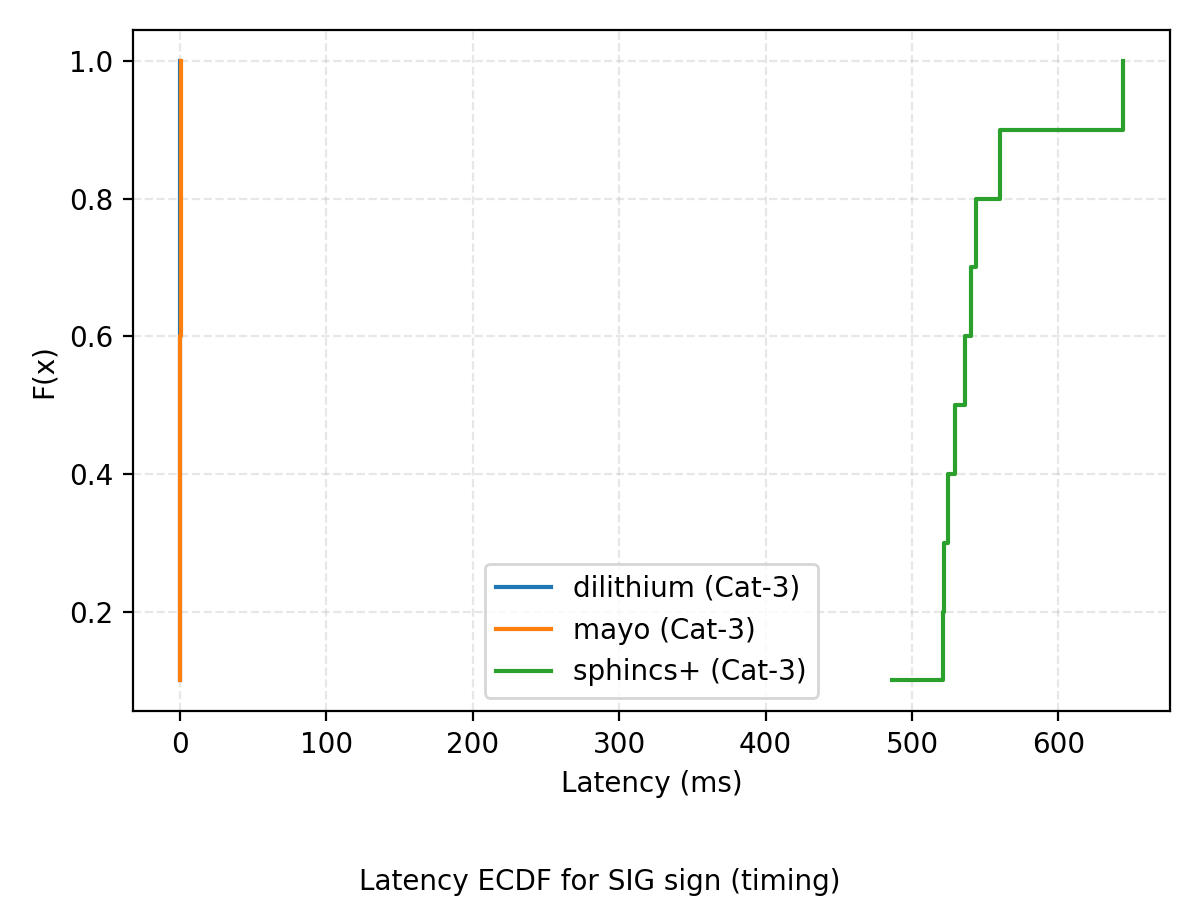 1.0
0.8
0.6
0.4
0.2
F(x)
dilithium (Cat-3)
mayo (Cat-3)
sphincs+ (Cat-3)
0 100 200 300 400 500 600
Latency (ms)
Latency ECDF for SIG sign (timing)